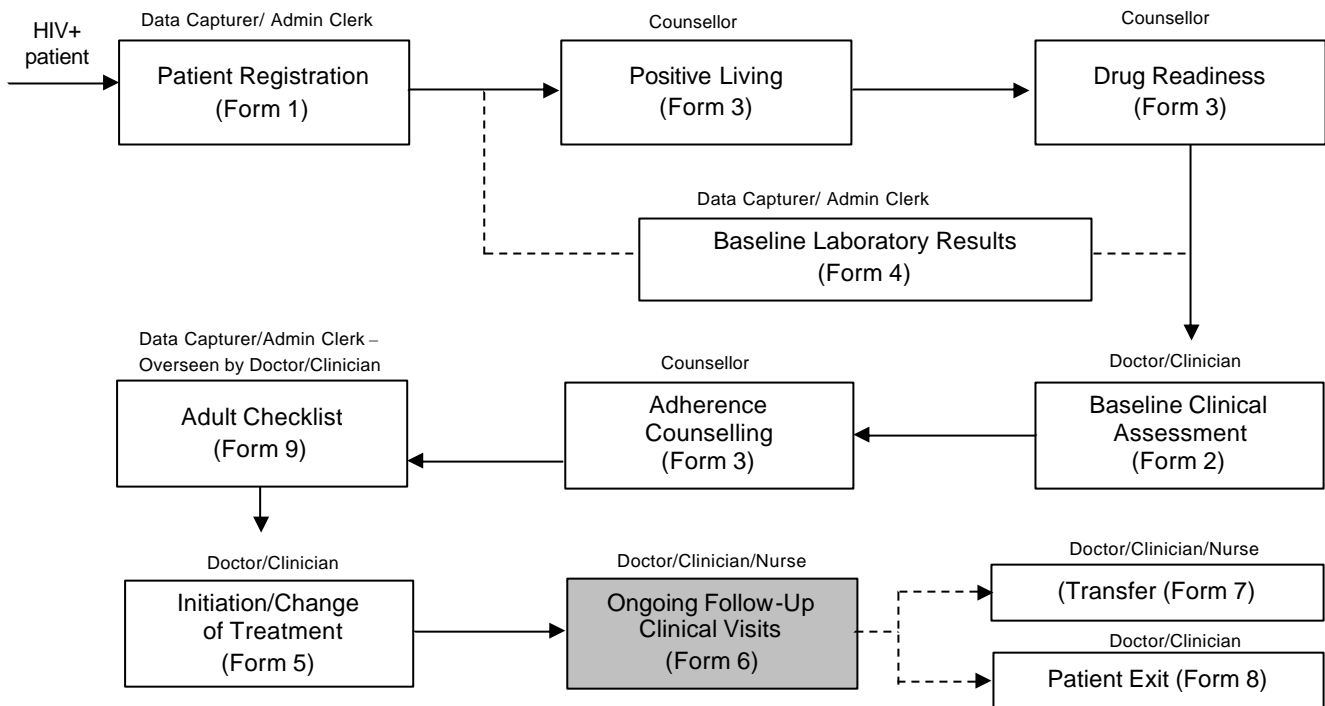 HIV+
patient
Data Capturer/ Admin Clerk
Patient Registration
(Form 1)
Counsellor
Positive Living
(Form 3)
Counsellor
Drug Readiness
(Form 3)
Data Capturer/ Admin Clerk
Baseline Laboratory Results
(Form 4)
Data Capturer/Admin Clerk –
Overseen by Doctor/Clinician
Adult Checklist
(Form 9)
Counsellor
Adherence
Counselling
(Form 3)
Doctor/Clinician
Baseline Clinical
Assessment
(Form 2)
Doctor/Clinician
Initiation/Change
of Treatment
(Form 5)
Doctor/Clinician/Nurse
Ongoing Follow-Up
Clinical Visits
(Form 6)
Doctor/Clinician/Nurse
(Transfer (Form 7)
Doctor/Clinician
Patient Exit (Form 8)